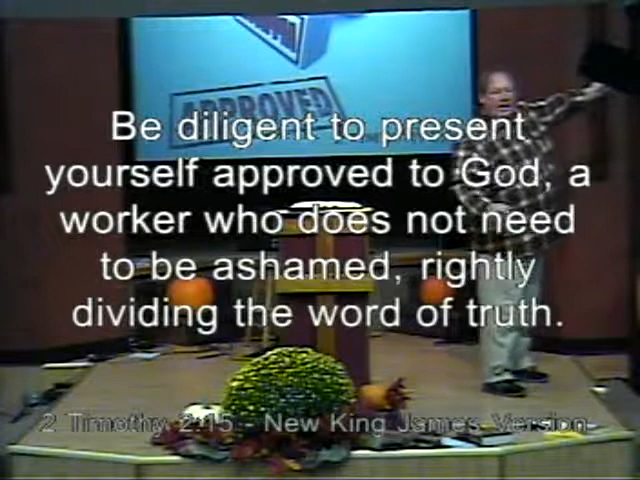 APPROVED
Be diligent to present
yourself approved to God, a
worker who does not need
to be ashamed, rightly
dividing the word of truth.
2 Timothy 2:15 - New King James Version